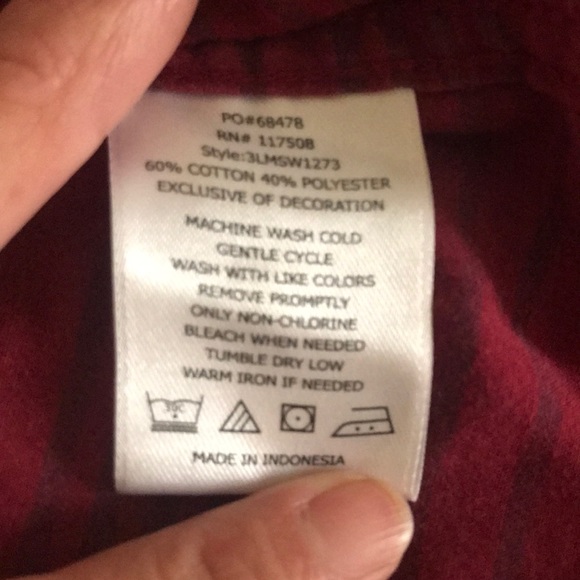 PO#68478
RN# 117508
Style:3LMSW1273
60% COTTON 40% POLYESTER
EXCLUSIVE OF DECORATION
MACHINE WASH COLD
GENTLE CYCLE
WASH WITH LIKE COLORS
REMOVE PROMPTLY
ONLY NON-CHLORINE
BLEACH WHEN NEEDED
TUMBLE DRY LOW
WARM IRON IF NEEDED
30C
MADE IN INDONESIA